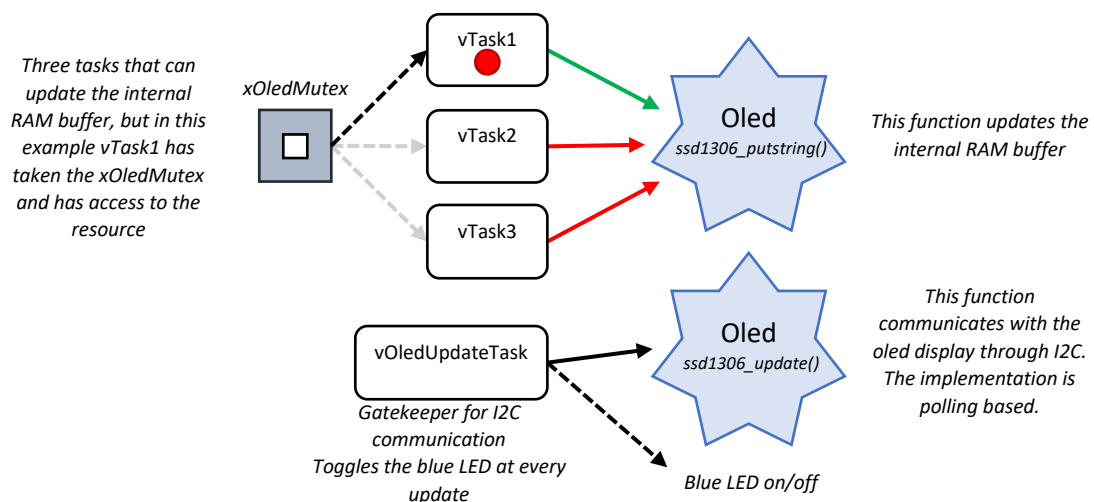 Three tasks that can
update the internal
RAM buffer, but in this
example vTask1 has
taken the xOledMutex
and has access to the
resource
xOledMutex
vTask1
vTask2
vTask3
Oled
ssd1306_putstring()
This function updates the
internal RAM buffer
vOledUpdateTask
Gatekeeper for I2C
communication
Toggles the blue LED at every
update
Oled
ssd1306_update()
Blue LED on/off
This function
communicates with the
oled display through I2C.
The implementation is
polling based.